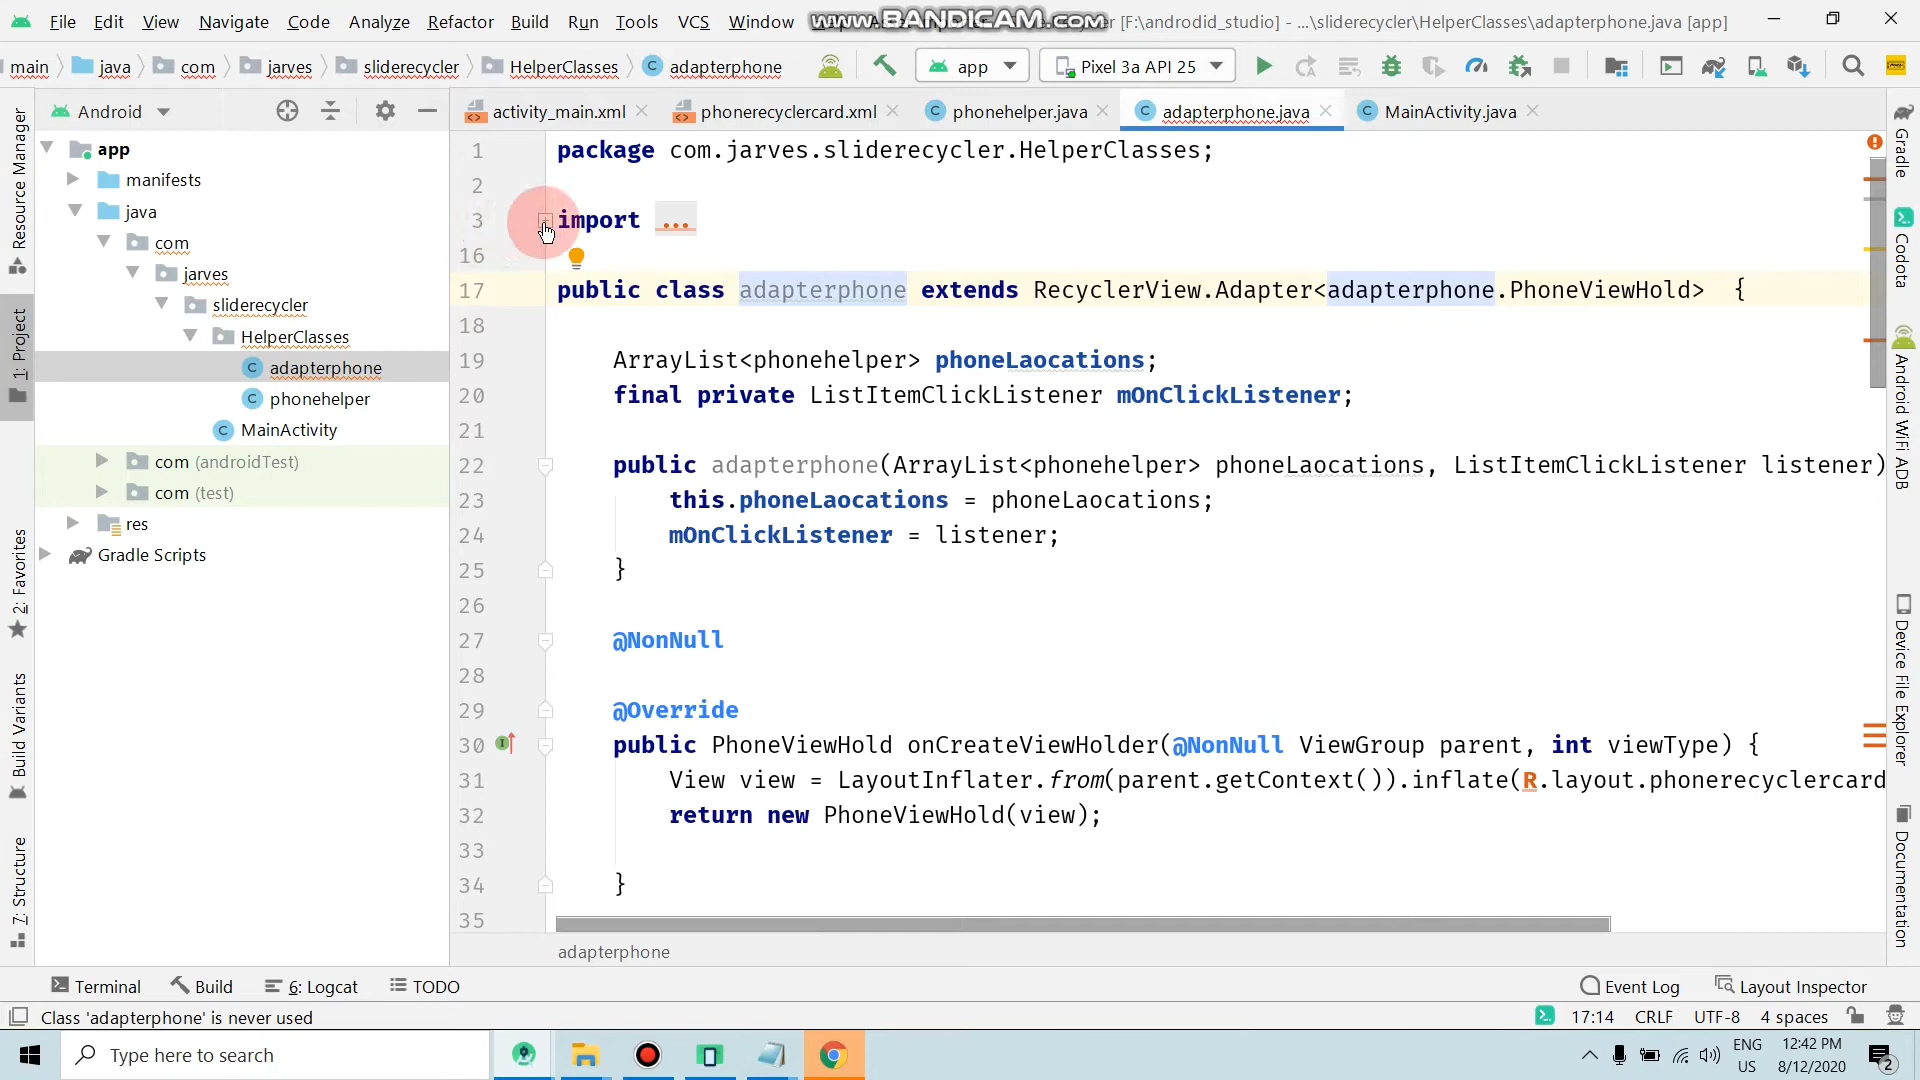 File Edit View Navigate Code Analyze Refactor Build Run Tools VCS Window
www.BANDICAM.com
[F:\androdid_studio] - ...\sliderecycler\HelperClasses\adapterphone.java [app]
main java com jarves sliderecycler HelperClasses adapterphone app Pixel 3a API 25
Android
activity_main.xml phonerecyclercard.xml phonehelper.java adapterphone.java MainActivity.java
Resource Manager
1: Project
2: Favorites
Build Variants
7: Structure
app
manifests
java
com
jarves
sliderecycler
HelperClasses
adapterphone
phonehelper
MainActivity
com (androidTest)
com (test)
res
Gradle Scripts
1 package com.jarves.sliderecycler.HelperClasses;
2
3 import ...
16
17 public class adapterphone extends RecyclerView.Adapter<adapterphone.PhoneViewHold> {
18
19 ArrayList<phonehelper> phoneLaocations;
20 final private ListItemClickListener mOnClickListener;
21
22 public adapterphone(ArrayList<phonehelper> phoneLaocations, ListItemClickListener listener)
23 this.phoneLaocations = phoneLaocations;
24 mOnClickListener = listener;
25 }
26
27 @NonNull
28
29 @Override
30 public PhoneViewHold onCreateViewHolder(@NonNull ViewGroup parent, int viewType) {
31 View view = LayoutInflater.from(parent.getContext()).inflate(R.layout.phonerecyclercard
32 return new PhoneViewHold(view);
33
34 }
35
adapterphone
Gradle
Codota
Android WiFi ADB
Device File Explorer
Documentation
Terminal Build 6: Logcat TODO Event Log Layout Inspector
Class 'adapterphone' is never used 17:14 CRLF UTF-8 4 spaces
Type here to search
ENG
US
12:42 PM
8/12/2020
2